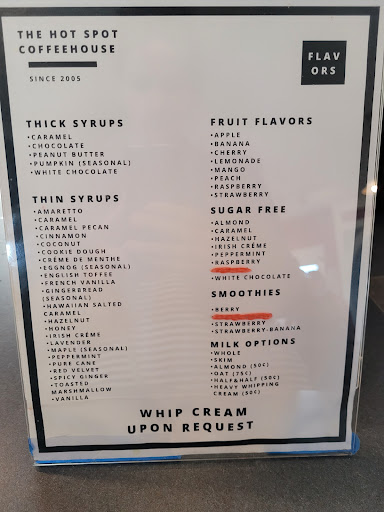 THE HOT SPOT
COFFEEHOUSE
SINCE 2005
FLAV
ORS
THICK SYRUPS
•CARAMEL
•CHOCOLATE
•PEANUT BUTTER
•PUMPKIN (SEASONAL)
•WHITE CHOCOLATE
THIN SYRUPS
•AMARETTO
•CARAMEL
•CARAMEL PECAN
•CINNAMON
•COCONUT
•COOKIE DOUGH
•CRÈME DE MENTHE
•EGGNOG (SEASONAL)
•ENGLISH TOFFEE
•FRENCH VANILLA
•GINGERBREAD
(SEASONAL)
•HAWAIIAN SALTED
CARAMEL
•HAZELNUT
•HONEY
•IRISH CRÈME
•LAVENDER
•MAPLE (SEASONAL)
•PEPPERMINT
•PURE CANE
•RED VELVET
•SPICY GINGER
•TOASTED
MARSHMALLOW
•VANILLA
FRUIT FLAVORS
•APPLE
•BANANA
•CHERRY
•LEMONADE
•MANGO
•PEACH
•RASPBERRY
•STRAWBERRY
SUGAR FREE
•ALMOND
•CARAMEL
•HAZELNUT
•IRISH CRÈME
•PEPPERMINT
•RASPBERRY
•WHITE CHOCOLATE
SMOOTHIES
•BERRY
•STRAWBERRY
•STRAWBERRY-BANANA
MILK OPTIONS
•WHOLE
•SKIM
•ALMOND (50¢)
•OAT (75¢)
•HALF&HALF (50¢)
•HEAVY WHIPPING
CREAM (50¢)
WHIP CREAM
UPON REQUEST